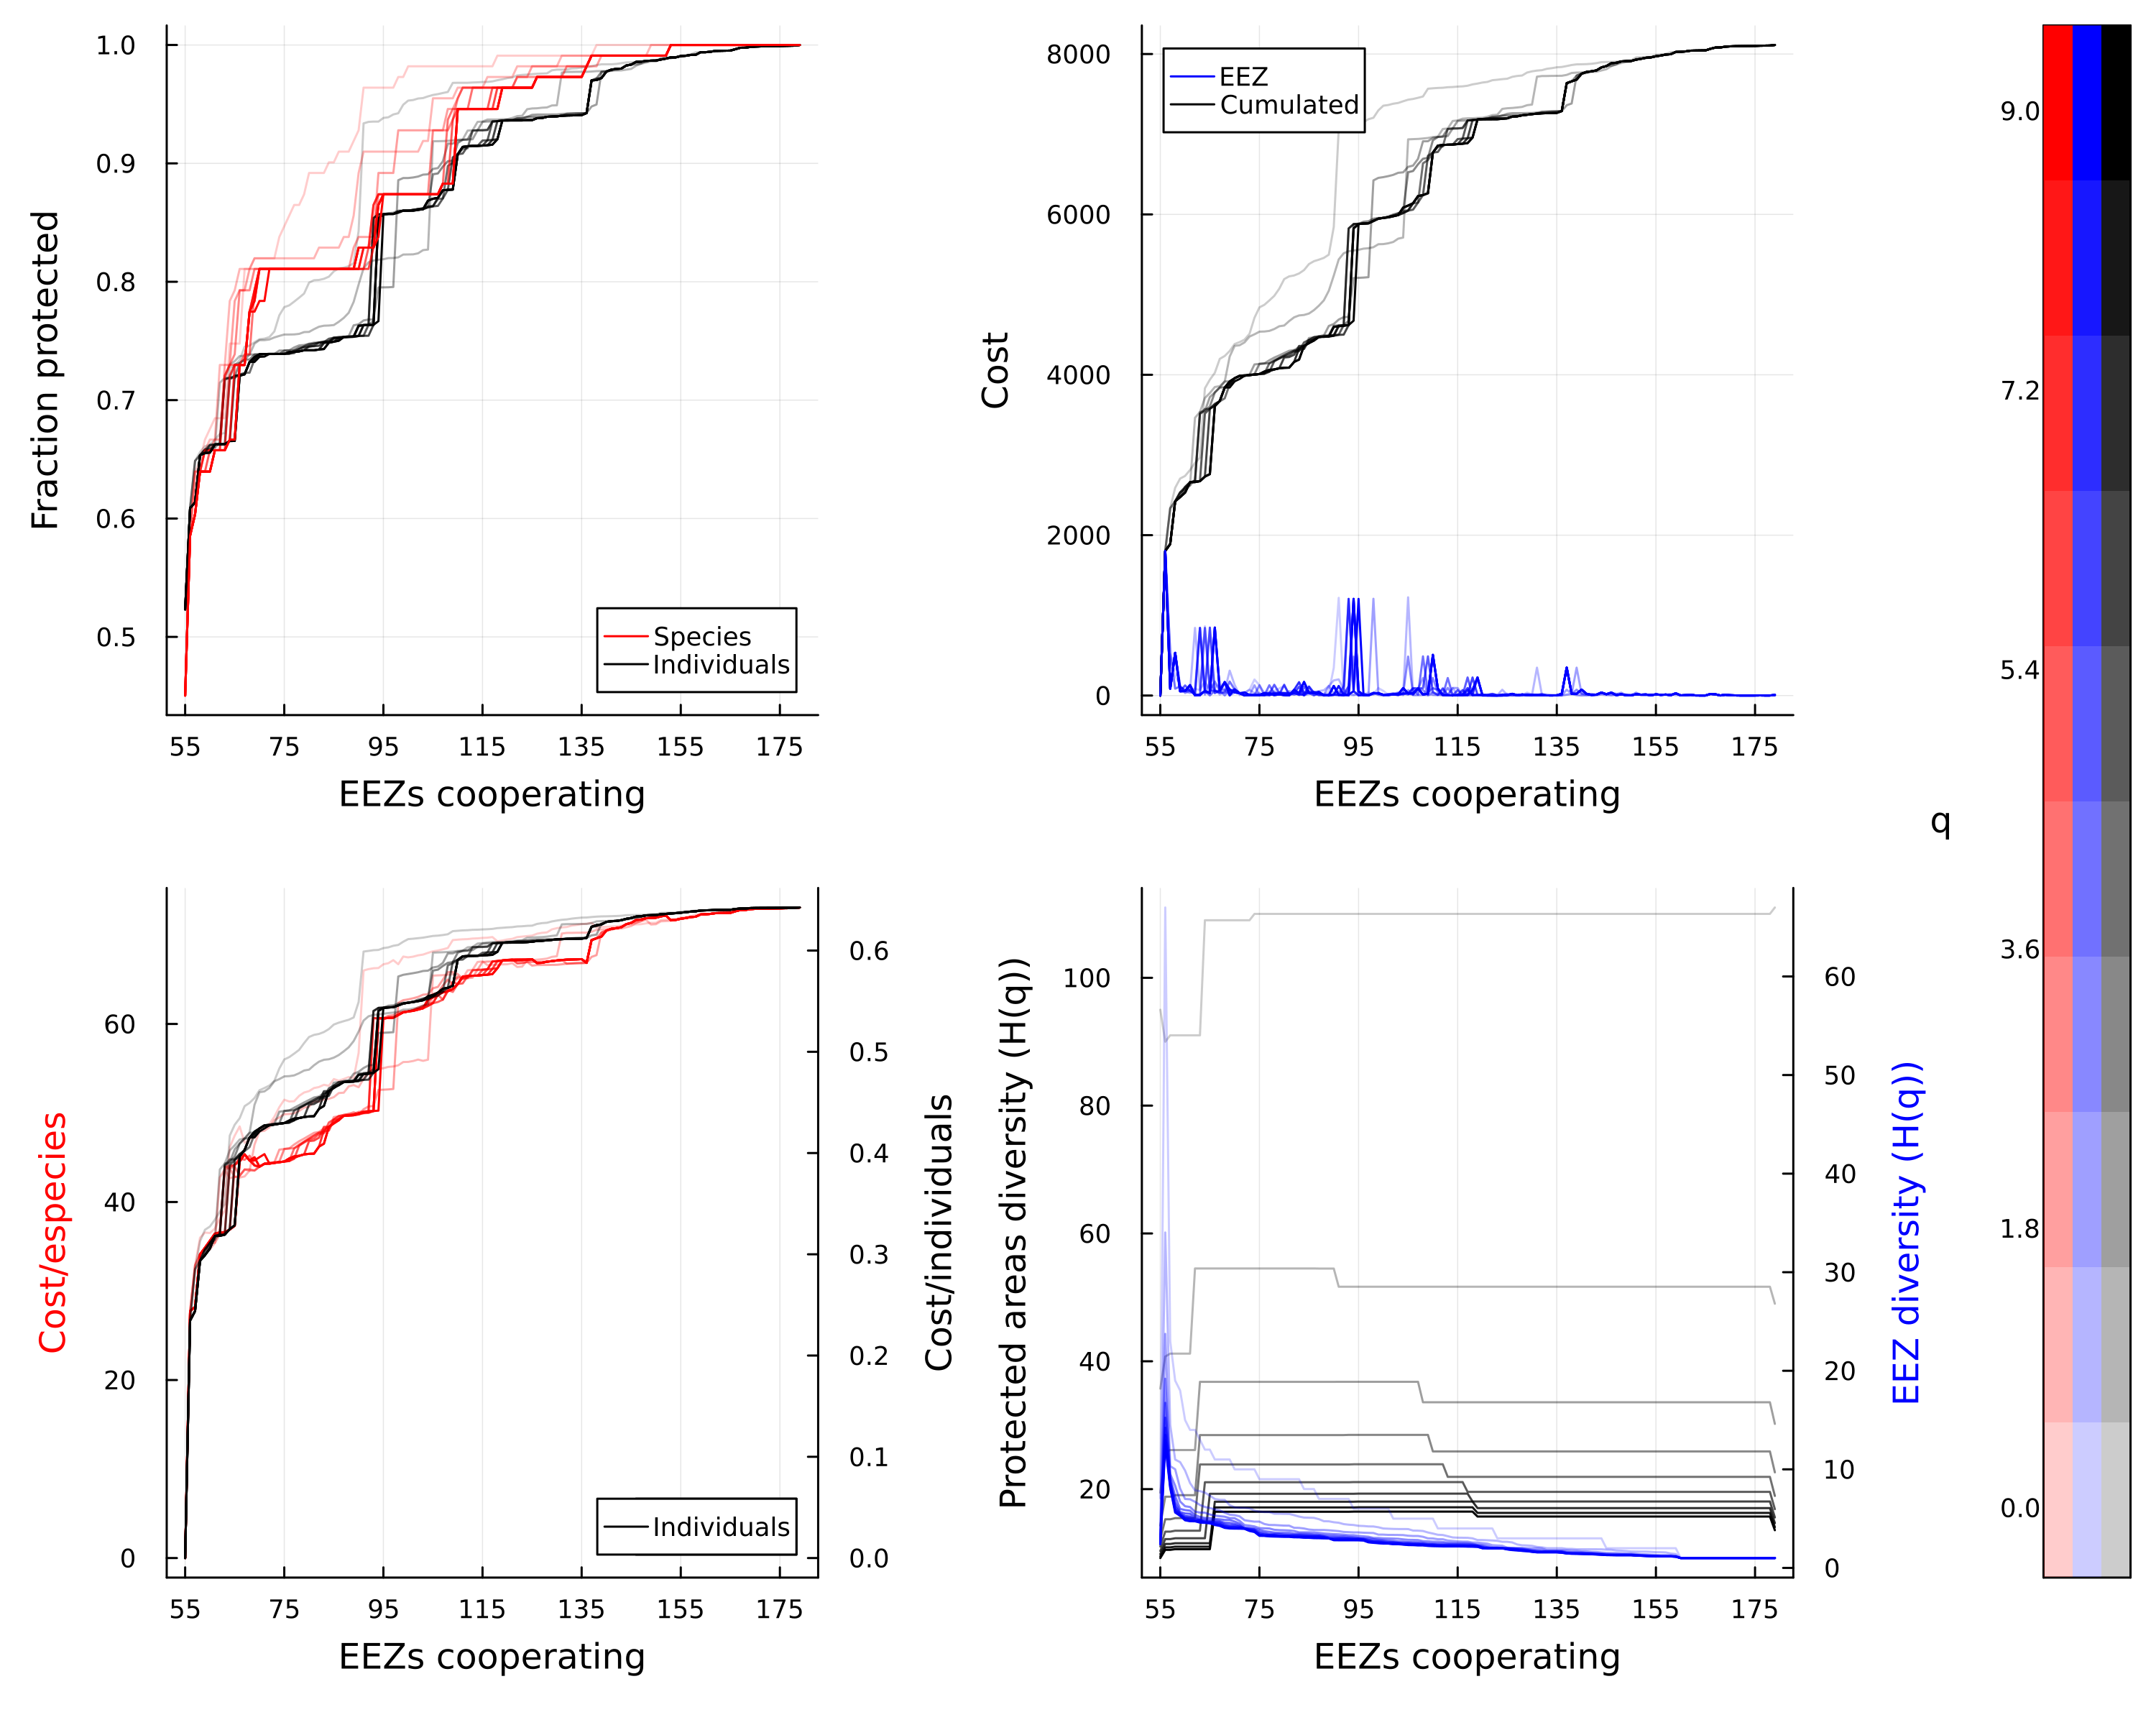 Fraction protected
1.0
0.9
0.8
0.7
0.6
0.5
Species
Individuals
55 75 95 115 135 155 175
EEZs cooperating
Cost
8000
6000
4000
2000
0
EEZ
Cumulated
55 75 95 115 135 155 175
EEZs cooperating
Cost/especies
60
40
20
0
Individuals
0.6
0.5
0.4
0.3
0.2
0.1
0.0
Cost/individuals
55 75 95 115 135 155 175
EEZs cooperating
Protected areas diversity (H(q))
100
80
60
40
20
60
50
40
30
20
10
0
EEZ diversity (H(q))
55 75 95 115 135 155 175
EEZs cooperating
q
9.0
7.2
5.4
3.6
1.8
0.0